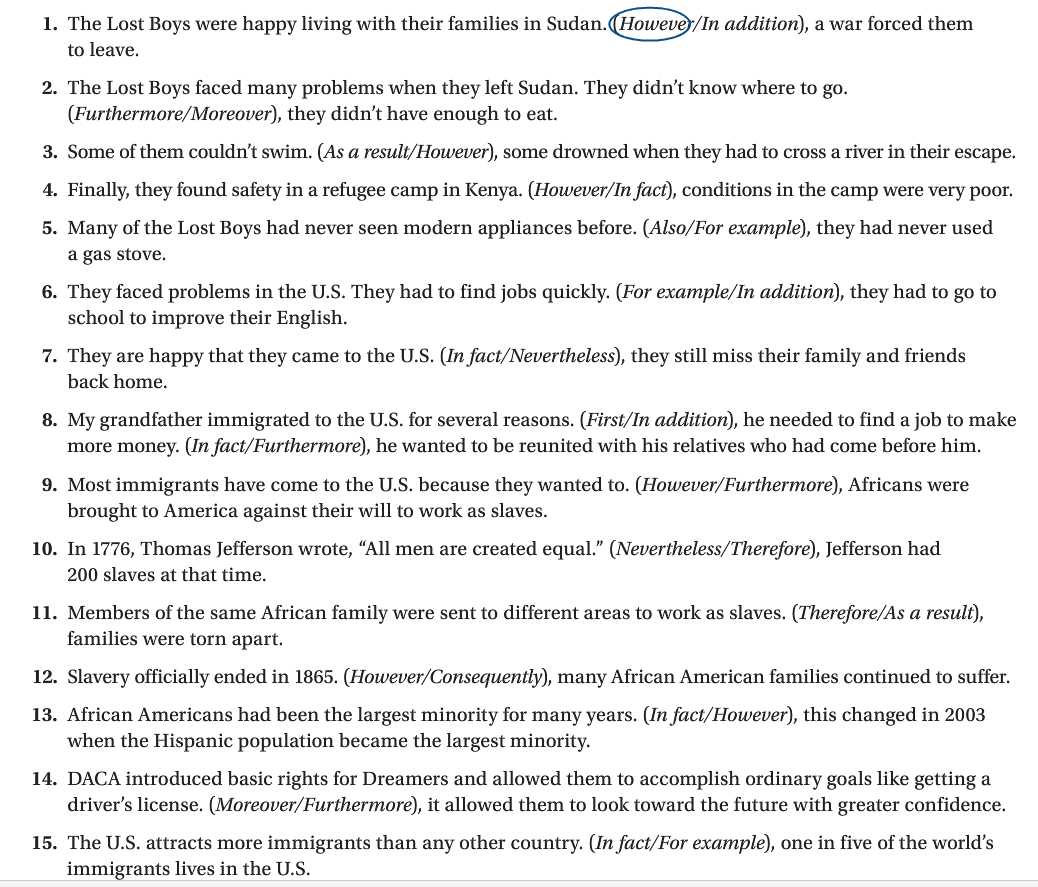 1. The Lost Boys were happy living with their families in Sudan. (However/In addition), a war forced them
to leave.
2. The Lost Boys faced many problems when they left Sudan. They didn’t know where to go.
(Furthermore/Moreover), they didn’t have enough to eat.
3. Some of them couldn’t swim. (As a result/However), some drowned when they had to cross a river in their escape.
4. Finally, they found safety in a refugee camp in Kenya. (However/In fact), conditions in the camp were very poor.
5. Many of the Lost Boys had never seen modern appliances before. (Also/For example), they had never used
a gas stove.
6. They faced problems in the U.S. They had to find jobs quickly. (For example/In addition), they had to go to
school to improve their English.
7. They are happy that they came to the U.S. (In fact/Nevertheless), they still miss their family and friends
back home.
8. My grandfather immigrated to the U.S. for several reasons. (First/In addition), he needed to find a job to make
more money. (In fact/Furthermore), he wanted to be reunited with his relatives who had come before him.
9. Most immigrants have come to the U.S. because they wanted to. (However/Furthermore), Africans were
brought to America against their will to work as slaves.
10. In 1776, Thomas Jefferson wrote, “All men are created equal.” (Nevertheless/Therefore), Jefferson had
200 slaves at that time.
11. Members of the same African family were sent to different areas to work as slaves. (Therefore/As a result),
families were torn apart.
12. Slavery officially ended in 1865. (However/Consequently), many African American families continued to suffer.
13. African Americans had been the largest minority for many years. (In fact/However), this changed in 2003
when the Hispanic population became the largest minority.
14. DACA introduced basic rights for Dreamers and allowed them to accomplish ordinary goals like getting a
driver’s license. (Moreover/Furthermore), it allowed them to look toward the future with greater confidence.
15. The U.S. attracts more immigrants than any other country. (In fact/For example), one in five of the world’s
immigrants lives in the U.S.